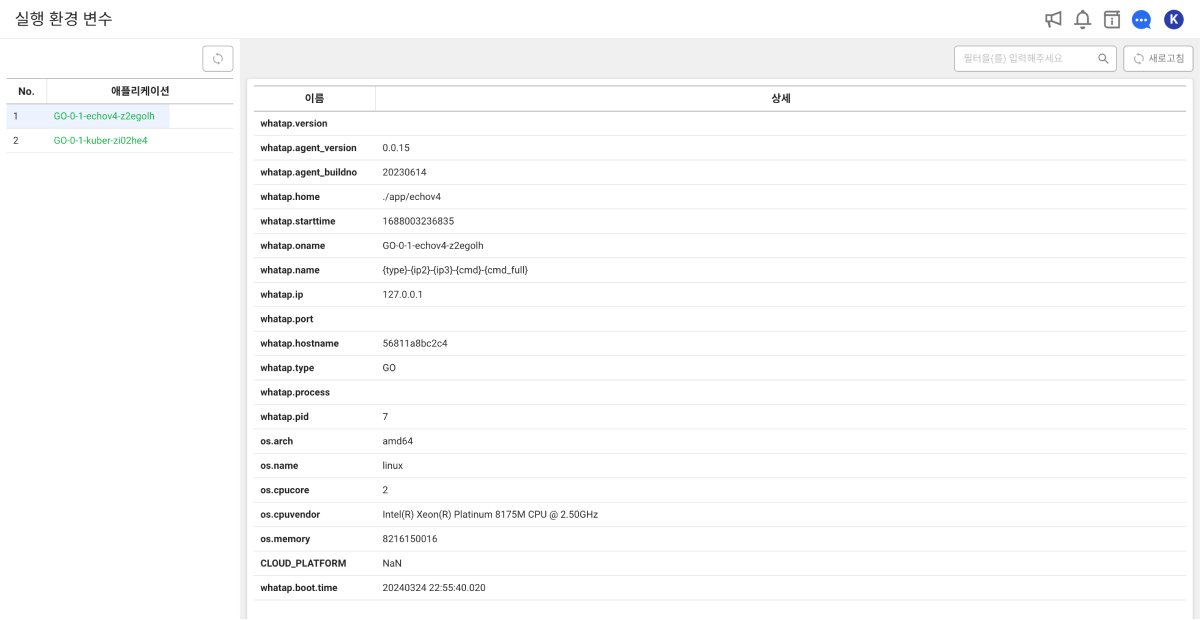 실행 환경 변수
K
No. 애플리케이션
1 GO-0-1-echov4-z2egolh
2 GO-0-1-kuber-zi02he4
필터을(를) 입력해주세요
새로고침
이름 상세
whatap.version
whatap.agent_version 0.0.15
whatap.agent_buildno 20230614
whatap.home ./app/echov4
whatap.starttime 1688003236835
whatap.oname GO-0-1-echov4-z2egolh
whatap.name {type}-{ip2}-{ip3}-{cmd}-{cmd_full}
whatap.ip 127.0.0.1
whatap.port
whatap.hostname 56811a8bc2c4
whatap.type GO
whatap.process
whatap.pid 7
os.arch amd64
os.name linux
os.cpucore 2
os.cpuvendor Intel(R) Xeon(R) Platinum 8175M CPU @ 2.50GHz
os.memory 8216150016
CLOUD_PLATFORM NaN
whatap.boot.time 20240324 22:55:40.020